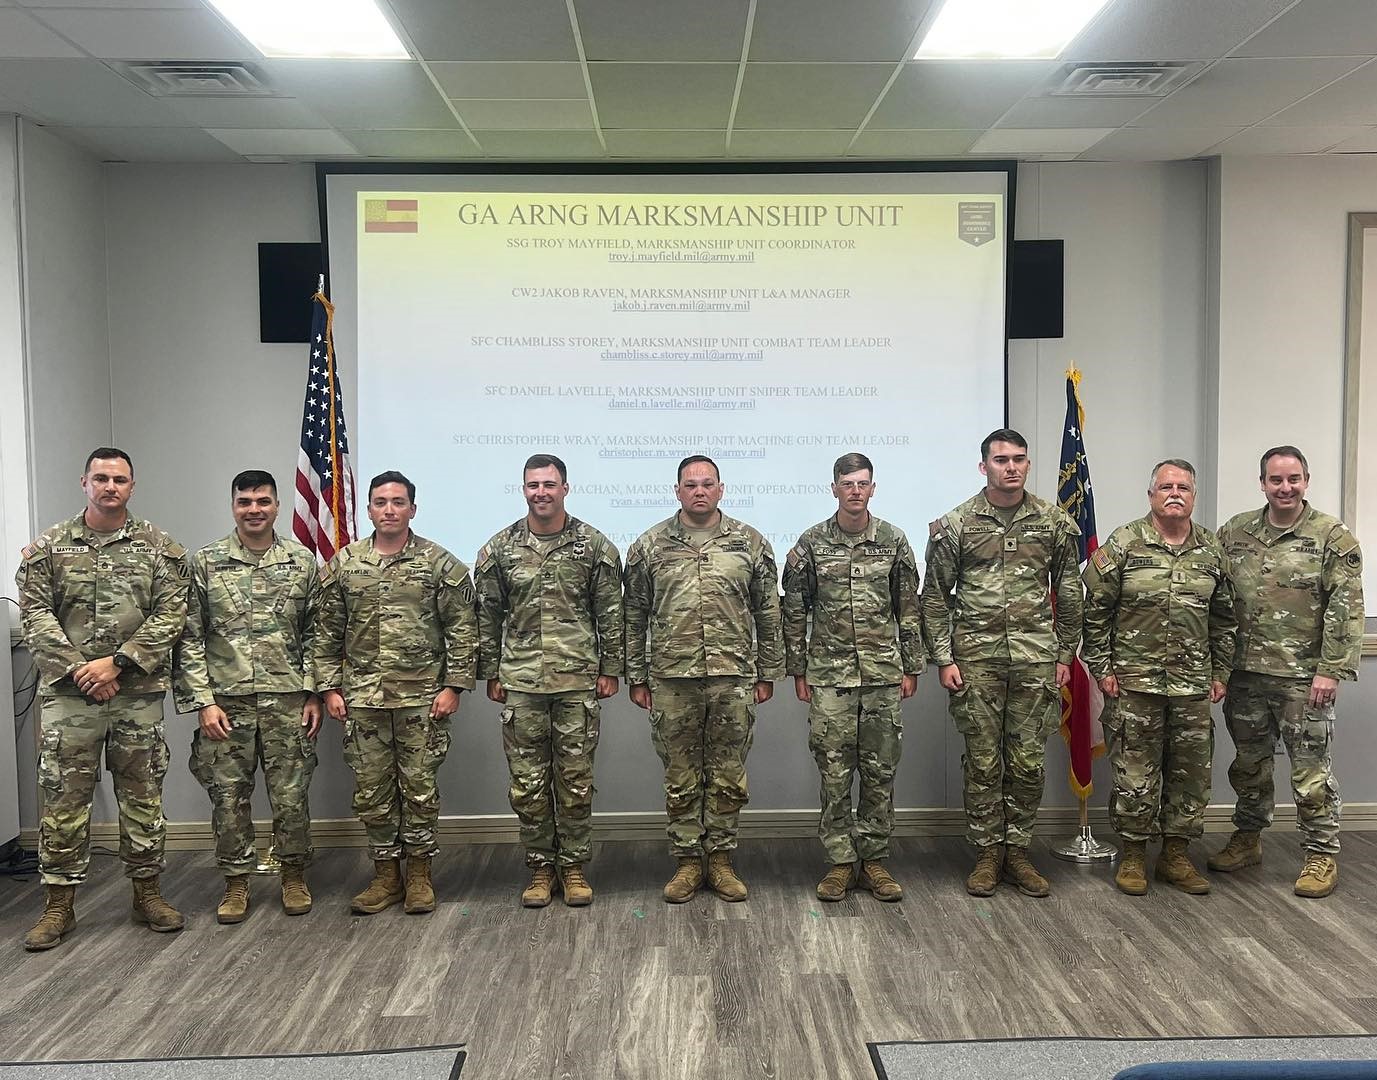 GA ARNG MARKSMANSHIP UNIT
SSG TROY MAYFIELD, MARKSMANSHIP UNIT COORDINATOR
troy.j.mayfield.mil@army.mil
CW2 JAKOB RAVEN, MARKSMANSHIP UNIT L&A MANAGER
jakob.j.raven.mil@army.mil
SFC CHAMBLISS STOREY, MARKSMANSHIP UNIT COMBAT TEAM LEADER
chambliss.c.storey.mil@army.mil
SFC DANIEL LAVELLE, MARKSMANSHIP UNIT SNIPER TEAM LEADER
daniel.n.lavelle.mil@army.mil
SFC CHRISTOPHER WRAY, MARKSMANSHIP UNIT MACHINE GUN TEAM LEADER
christopher.m.wray.mil@army.mil
MACHAN, UNIT OPERATIONS
MAYFIELD
U.S. ARMY
U.S. ARMY
FRANKLIN
U.S. ARMY
POWELL
U.S. ARMY
BOWERS